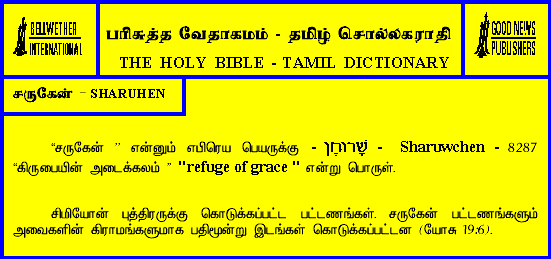 BELLWETHER
INTERNATIONAL
பரிசுத்த வேதாகமம் - தமிழ் சொல்லகராதி
THE HOLY BIBLE - TAMIL DICTIONARY
GOOD NEWS
PUBLISHERS
சருகேன் – SHARUHEN
“சருகேன் ” என்னும் எபிரெய பெயருக்கு - שָׁרוּחֶן - Sharuwchen - 8287
“கிருபையின் அடைக்கலம் ” "refuge of grace " என்று பொருள்.
சிமியோன் புத்திரருக்கு கொடுக்கப்பட்ட பட்டணங்கள். சருகேன் பட்டணங்களும்
அவைகளின் கிராமங்களுமாக பதிமூன்று இடங்கள் கொடுக்கப்பட்டன (யோசு 19:6).